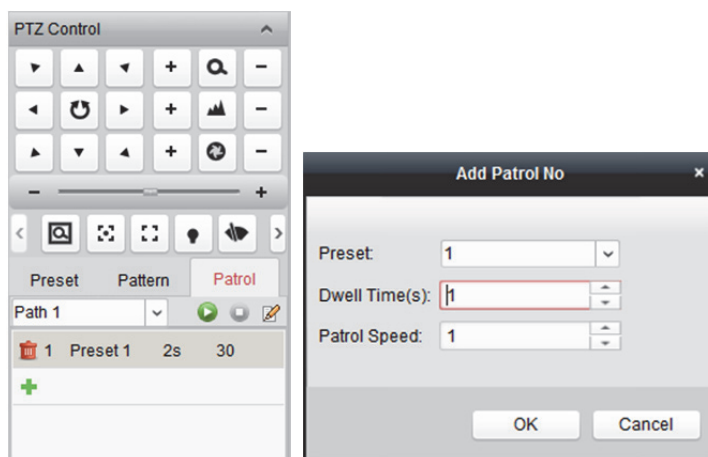 PTZ Control
Preset Pattern Patrol
Path 1
1 Preset 1 2s 30
Add Patrol No
Preset: 1
Dwell Time(s): 1
Patrol Speed: 1
OK Cancel